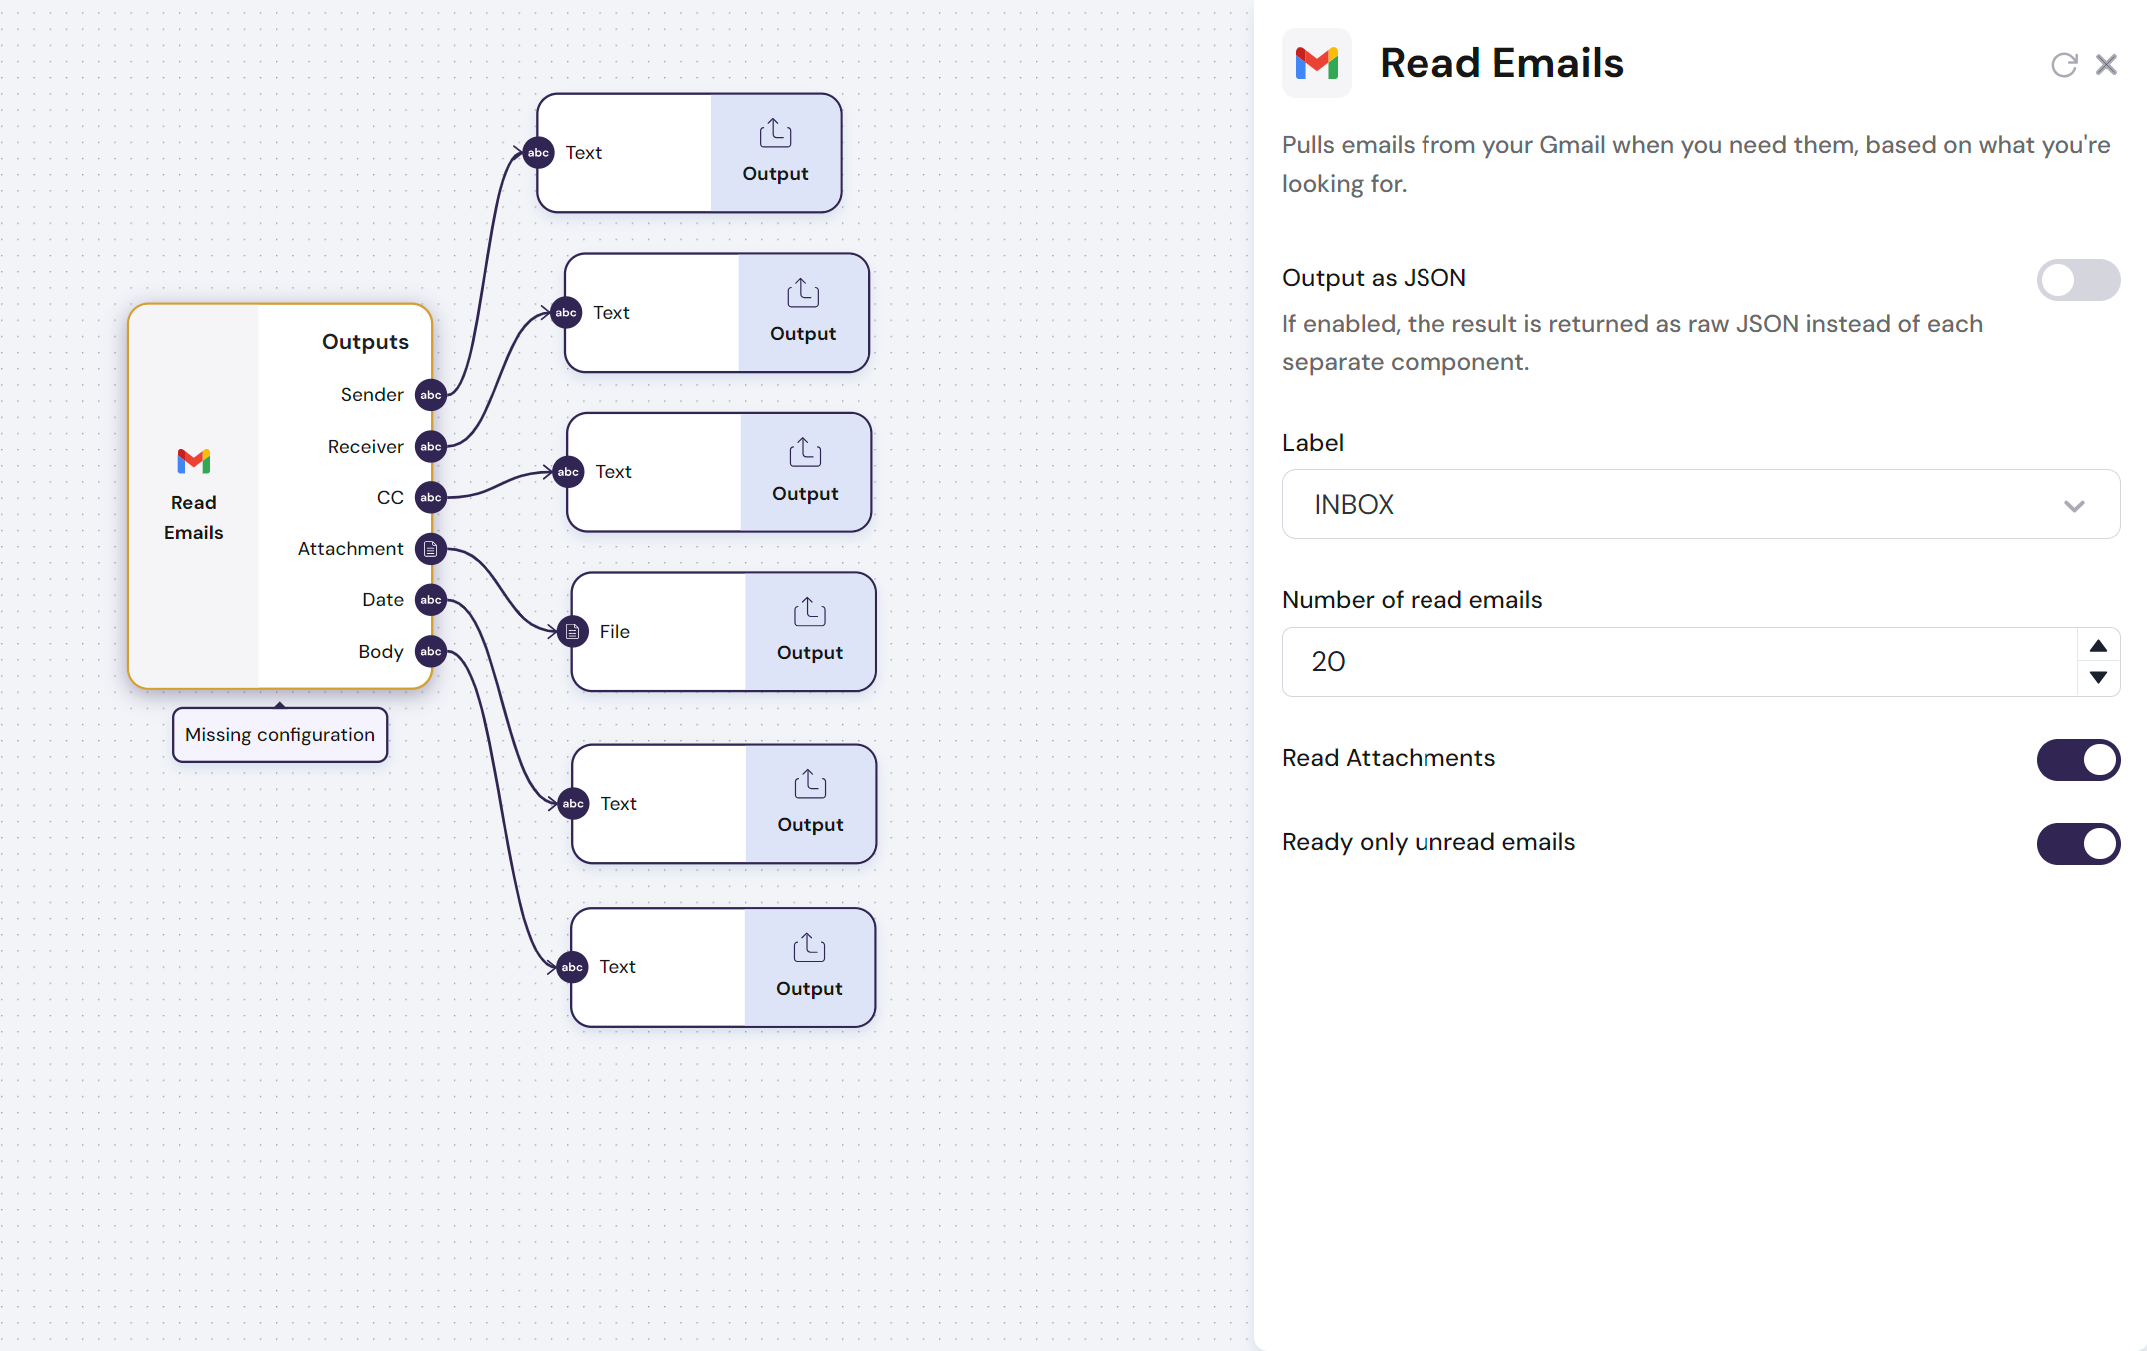 Read Emails
Pulls emails from your Gmail when you need them, based on what you're
looking for.
Output as JSON
If enabled, the result is returned as raw JSON instead of each
separate component.
Label
INBOX
Number of read emails
20
Read Attachments
Ready only unread emails
Read
Emails
Outputs
Sender
abc
Receiver
abc
CC
abc
Attachment
Date
abc
Body
abc
Missing configuration
abc
Text
Output
abc
Text
Output
abc
Text
Output
File
Output
abc
Text
Output
abc
Text
Output